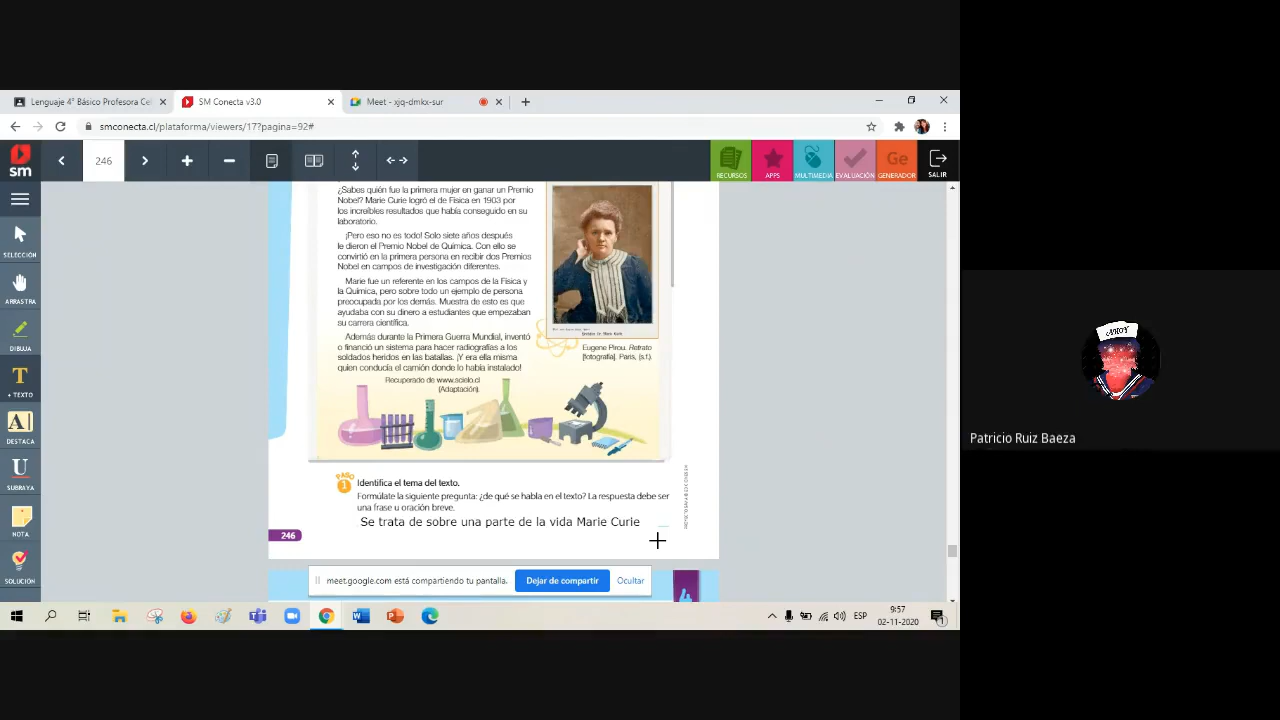 Lenguaje 4° Básico Profesora Ce
SM Conecta v3.0
Meet - xjq-dmkx-sur
smconecta.cl/plataforma/viewers/17?pagina=92#
sm
246
RECURSOS
APPS
MULTIMEDIA
EVALUACIÓN
Ge
GENERADOR
SALIR
SELECCIÓN
ARRASTRA
DIBUJA
T
+ TEXTO
A
DESTACA
U
SUBRAYA
NOTA
SOLUCIÓN
¿Sabes quién fue la primera mujer en ganar un Premio
Nobel? Marie Curie logró el de Física en 1903 por
los increíbles resultados que había conseguido en su
laboratorio.
¡Pero eso no es todo! Solo siete años después
le dieron el Premio Nobel de Química. Con ello se
convirtió en la primera persona en recibir dos Premios
Nobel en campos de investigación diferentes.
Marie fue un referente en los campos de la Física y
la Química, pero sobre todo un ejemplo de persona
preocupada por los demás. Muestra de esto es que
ayudaba con su dinero a estudiantes que empezaban
su carrera científica.
Además durante la Primera Guerra Mundial, inventó
o financió un sistema para hacer radiografías a los
soldados heridos en las batallas. ¡Y era ella misma
quien conducía el camión donde lo había instalado!
Recuperado de www.scielo.cl
(Adaptación).
Eugene Pirou. Retrato
[fotografía]. París, (s.f.).
PASO
1
Identifica el tema del texto.
Formúlate la siguiente pregunta: ¿de qué se habla en el texto? La respuesta debe ser
una frase u oración breve.
Se trata de sobre una parte de la vida Marie Curie
246
meet.google.com está compartiendo tu pantalla.
Dejar de compartir
Ocultar
ESP
9:57
02-11-2020
1
Patricio Ruiz Baeza